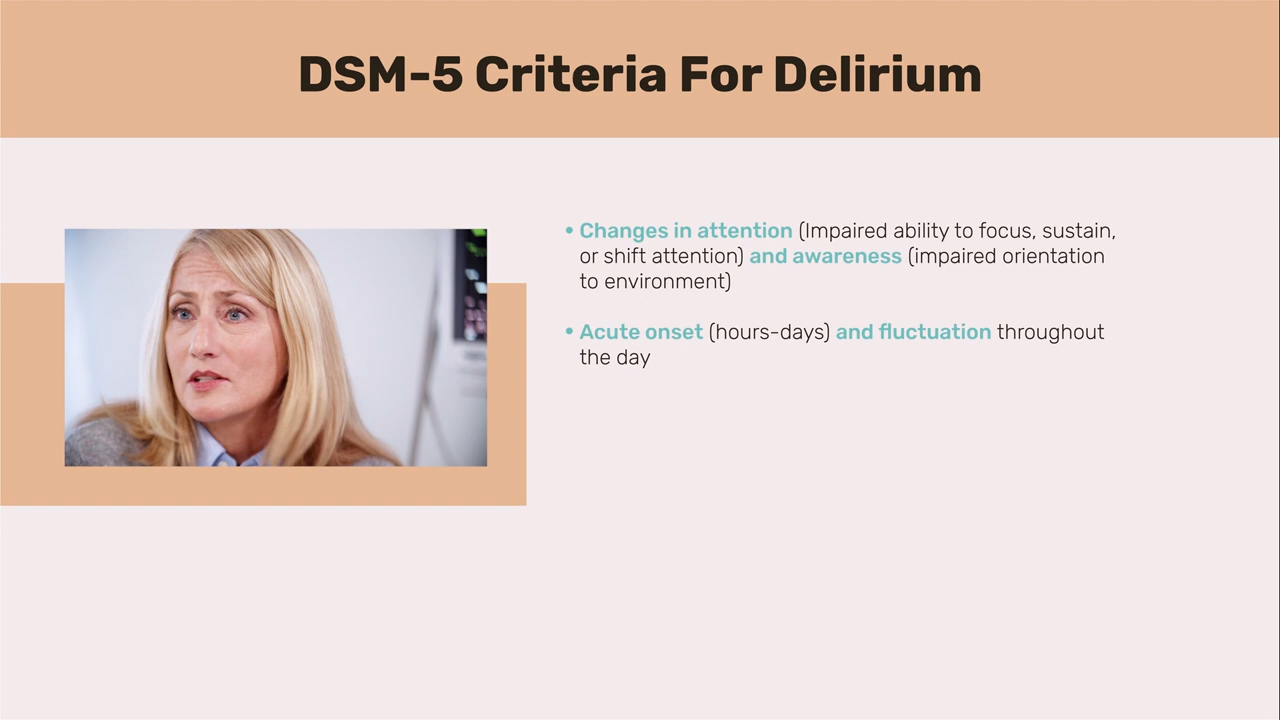 DSM-5 Criteria For Delirium
• Changes in attention (Impaired ability to focus, sustain,
or shift attention) and awareness (impaired orientation
to environment)
• Acute onset (hours-days) and fluctuation throughout
the day